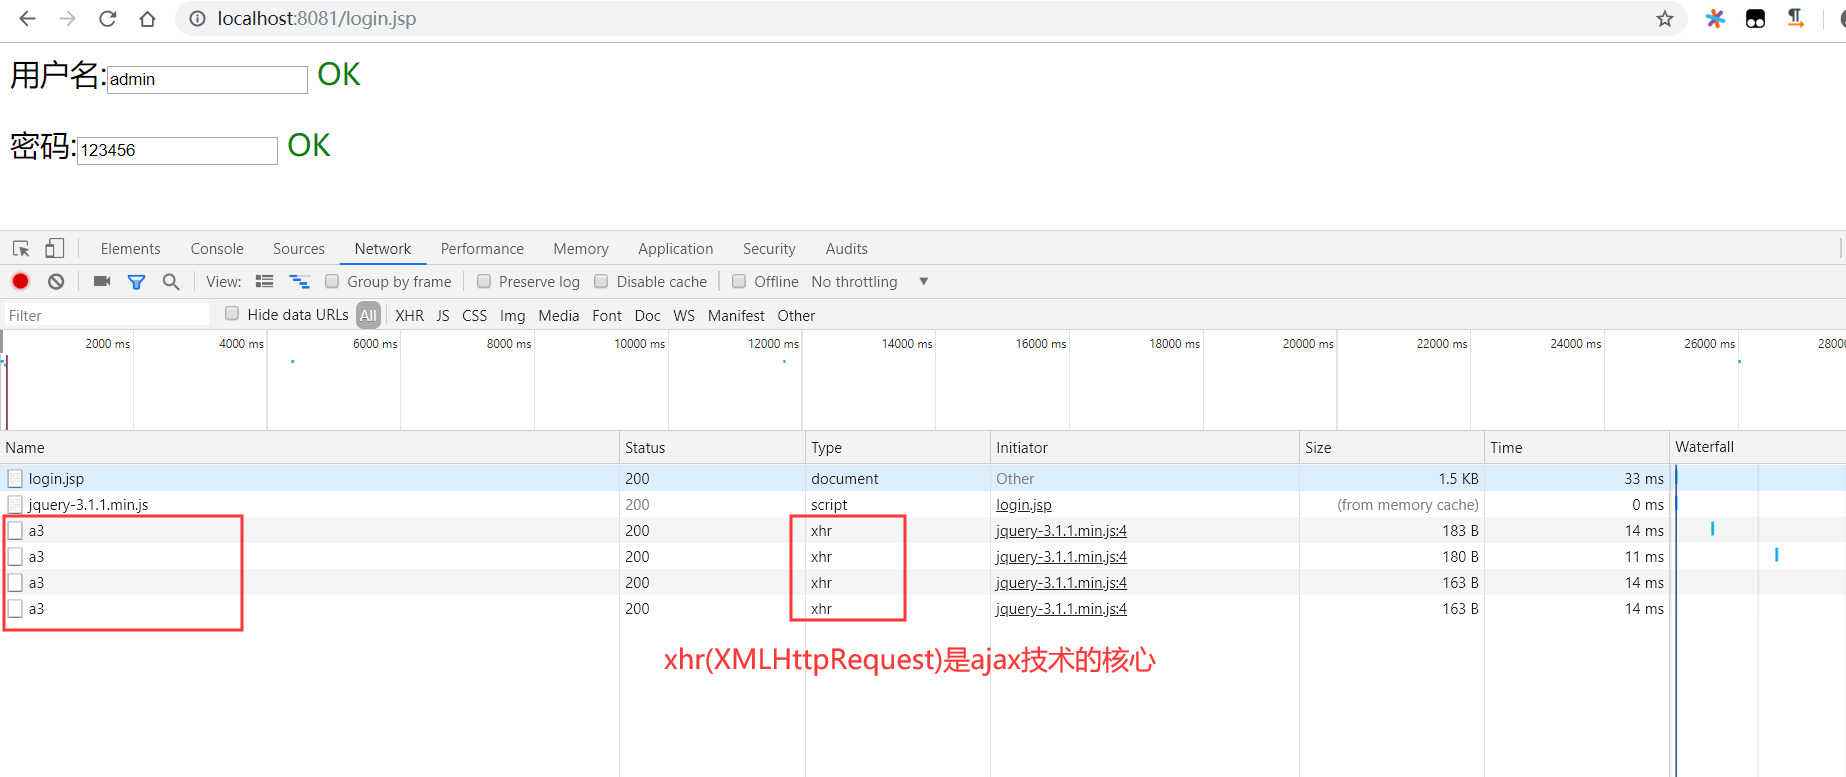 localhost:8081/login.jsp
用户名:admin OK
密码:123456 OK
Elements Console Sources Network Performance Memory Application Security Audits
View: Group by frame Preserve log Disable cache Offline No throttling
Filter Hide data URLs All XHR JS CSS Img Media Font Doc WS Manifest Other
2000 ms 4000 ms 6000 ms 8000 ms 10000 ms 12000 ms 14000 ms 16000 ms 18000 ms 20000 ms 22000 ms 24000 ms 26000 ms
Name Status Type Initiator Size Time Waterfall
login.jsp 200 document Other 1.5 KB 33 ms
jquery-3.1.1.min.js 200 script login.jsp (from memory cache) 0 ms
a3 200 xhr jquery-3.1.1.min.js:4 183 B 14 ms
a3 200 xhr jquery-3.1.1.min.js:4 180 B 11 ms
a3 200 xhr jquery-3.1.1.min.js:4 163 B 14 ms
a3 200 xhr jquery-3.1.1.min.js:4 163 B 14 ms
xhr(XMLHttpRequest)是ajax技术的核心